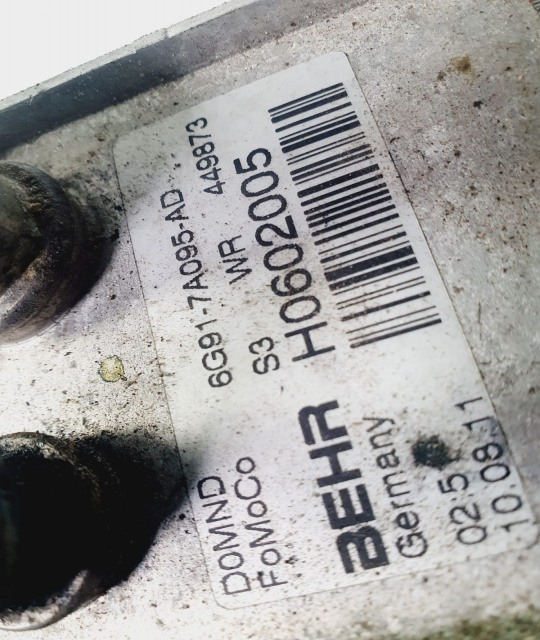 DOMND 6G91-7A095-AD 449873
FoMoCo WR
S3 H0602005
BEHR
Germany
02.5
10 08:11